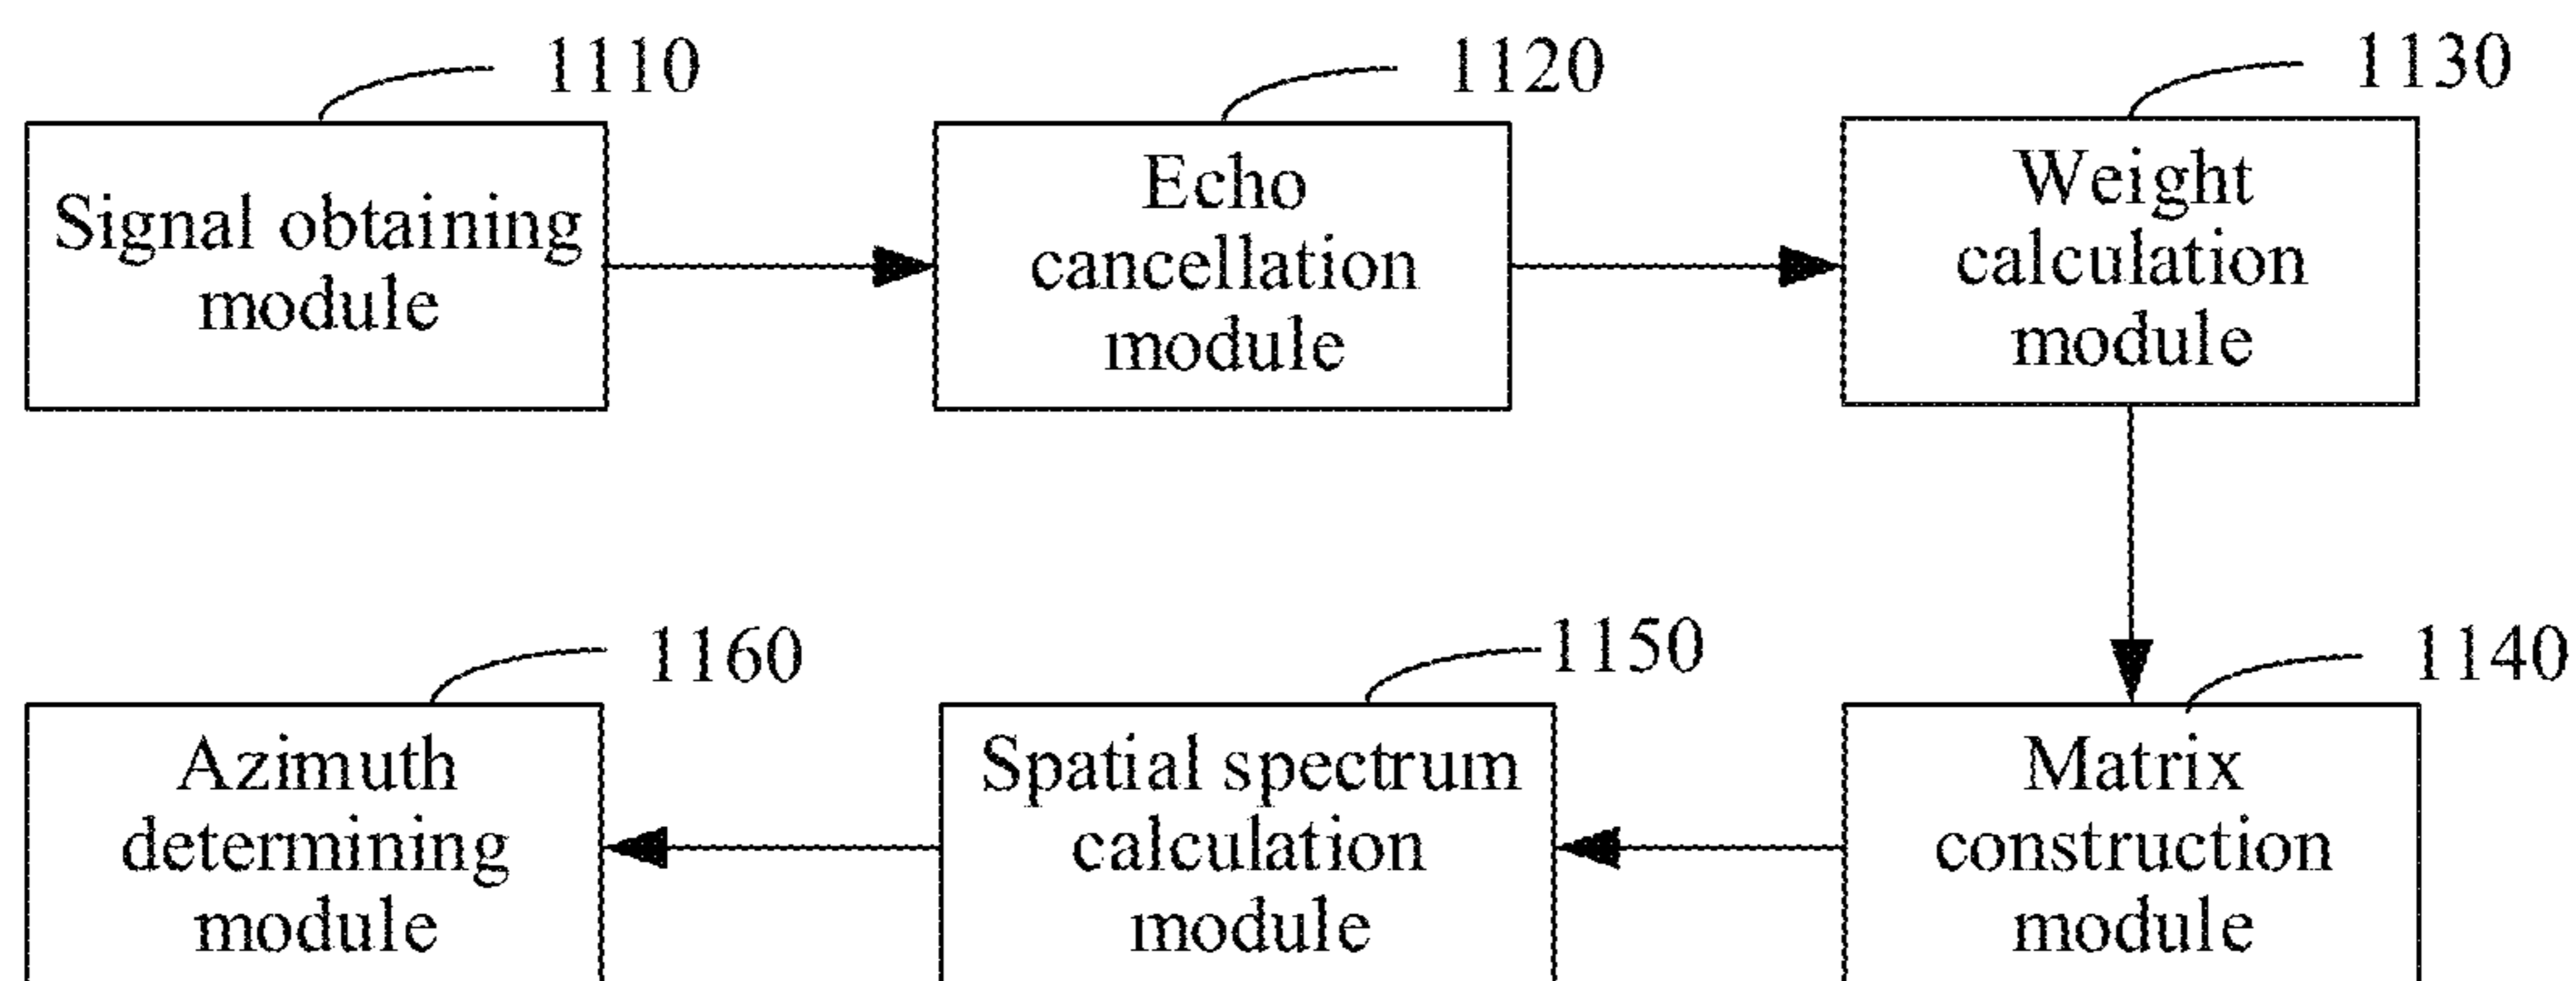 1110
1120
1130
Signal obtaining
module
Echo
cancellation
module
Weight
calculation
module
1160
1150
1140
Azimuth
determining
module
Spatial spectrum
calculation
module
Matrix
construction
module